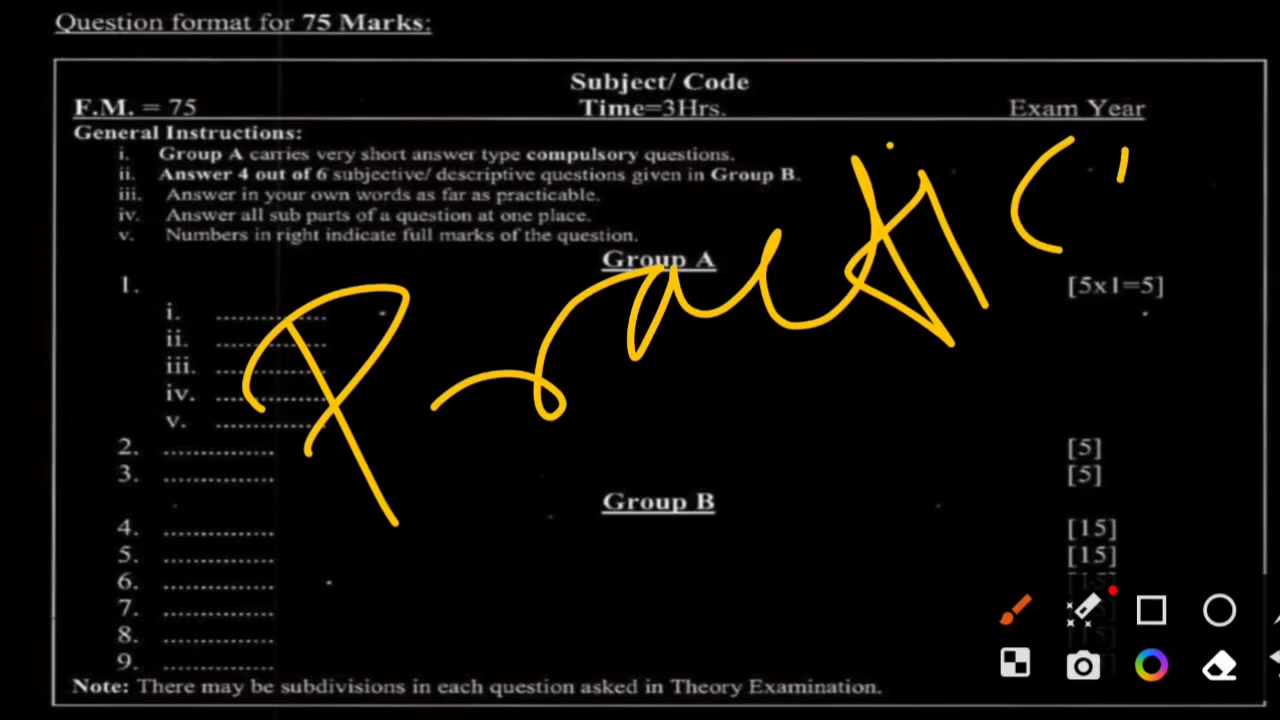 Question format for 75 Marks:
Subject/ Code
F.M. = 75 Time=3Hrs. Exam Year
General Instructions:
i. Group A carries very short answer type compulsory questions.
ii. Answer 4 out of 6 subjective/ descriptive questions given in Group B.
iii. Answer in your own words as far as practicable.
iv. Answer all sub parts of a question at one place.
v. Numbers in right indicate full marks of the question.
Group A
1. [5x1=5]
i. ....................
ii. ....................
iii. ....................
iv. ....................
v. ....................
2. .................... [5]
3. .................... [5]
Group B
4. .................... [15]
5. .................... [15]
6. .................... [15]
7. ....................
8. .................... [15]
9. ....................
Note: There may be subdivisions in each question asked in Theory Examination.
Practic